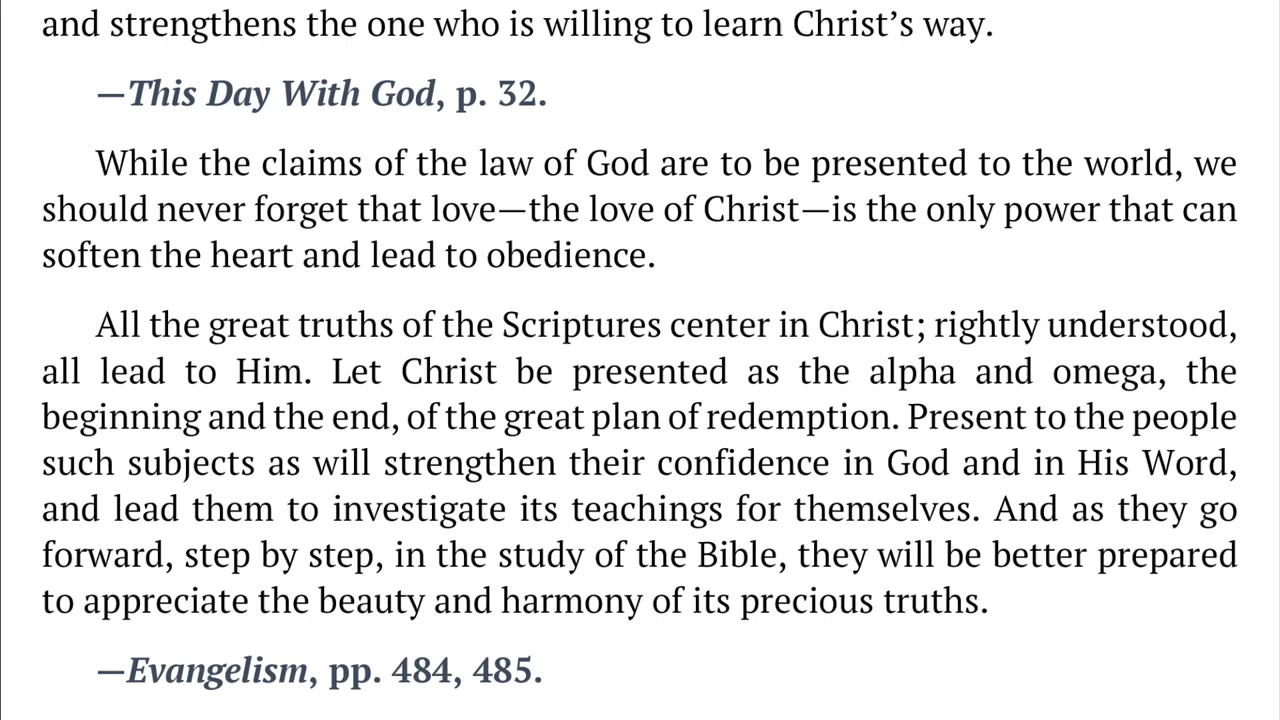 and strengthens the one who is willing to learn Christ’s way.
—This Day With God, p. 32.
While the claims of the law of God are to be presented to the world, we
should never forget that love—the love of Christ—is the only power that can
soften the heart and lead to obedience.
All the great truths of the Scriptures center in Christ; rightly understood,
all lead to Him. Let Christ be presented as the alpha and omega, the
beginning and the end, of the great plan of redemption. Present to the people
such subjects as will strengthen their confidence in God and in His Word,
and lead them to investigate its teachings for themselves. And as they go
forward, step by step, in the study of the Bible, they will be better prepared
to appreciate the beauty and harmony of its precious truths.
—Evangelism, pp. 484, 485.